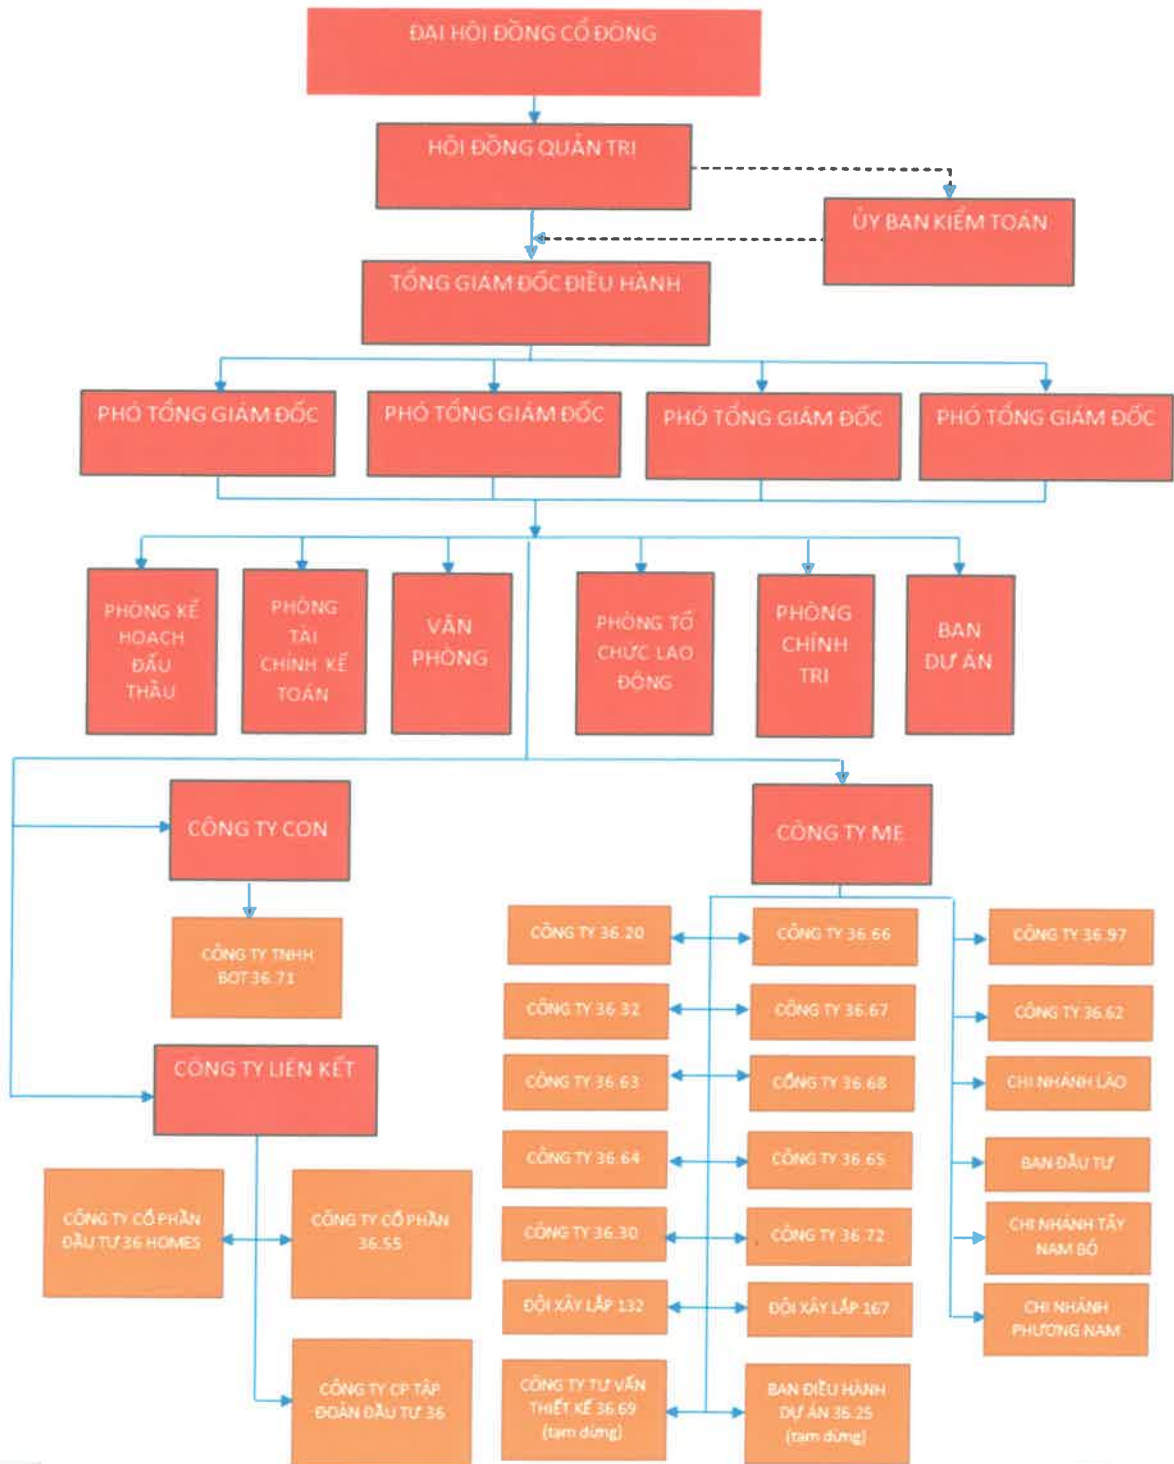 ĐẠI HỘI ĐỒNG CỔ ĐÔNG
HỘI ĐỒNG QUẢN TRỊ
ỦY BAN KIỂM TOÁN
TỔNG GIÁM ĐỐC ĐIỀU HÀNH
PHÓ TỔNG GIÁM ĐỐC
PHÓ TỔNG GIÁM ĐỐC
PHÓ TỔNG GIÁM ĐỐC
PHÓ TỔNG GIÁM ĐỐC
PHÒNG KẾ
HOẠCH
ĐẤU
THẦU
PHÒNG
TÀI
CHÍNH KẾ
TOÁN
VĂN
PHÒNG
PHÒNG TỔ
CHỨC LAO
ĐỘNG
PHÒNG
CHÍNH
TRỊ
BAN
DỰ ÁN
CÔNG TY CON
CÔNG TY MẸ
CÔNG TY TNHH
BOT 36.71
CÔNG TY LIÊN KẾT
CÔNG TY CỔ PHẦN
ĐẦU TƯ 36 HOMES
CÔNG TY CỔ PHẦN
36.55
CÔNG TY CP TẬP
ĐOÀN ĐẦU TƯ 36
CÔNG TY 36.20
CÔNG TY 36.66
CÔNG TY 36.97
CÔNG TY 36.32
CÔNG TY 36.67
CÔNG TY 36.62
CÔNG TY 36.63
CÔNG TY 36.68
CHI NHÁNH LÀO
CÔNG TY 36.64
CÔNG TY 36.65
BAN ĐẦU TƯ
CÔNG TY 36.30
CÔNG TY 36.72
CHI NHÁNH TÂY
NAM BỘ
ĐỘI XÂY LẮP 132
ĐỘI XÂY LẮP 167
CHI NHÁNH
PHƯƠNG NAM
CÔNG TY TƯ VẤN
THIẾT KẾ 36.69
(tạm dừng)
BAN ĐIỀU HÀNH
DỰ ÁN 36.25
(tạm dừng)